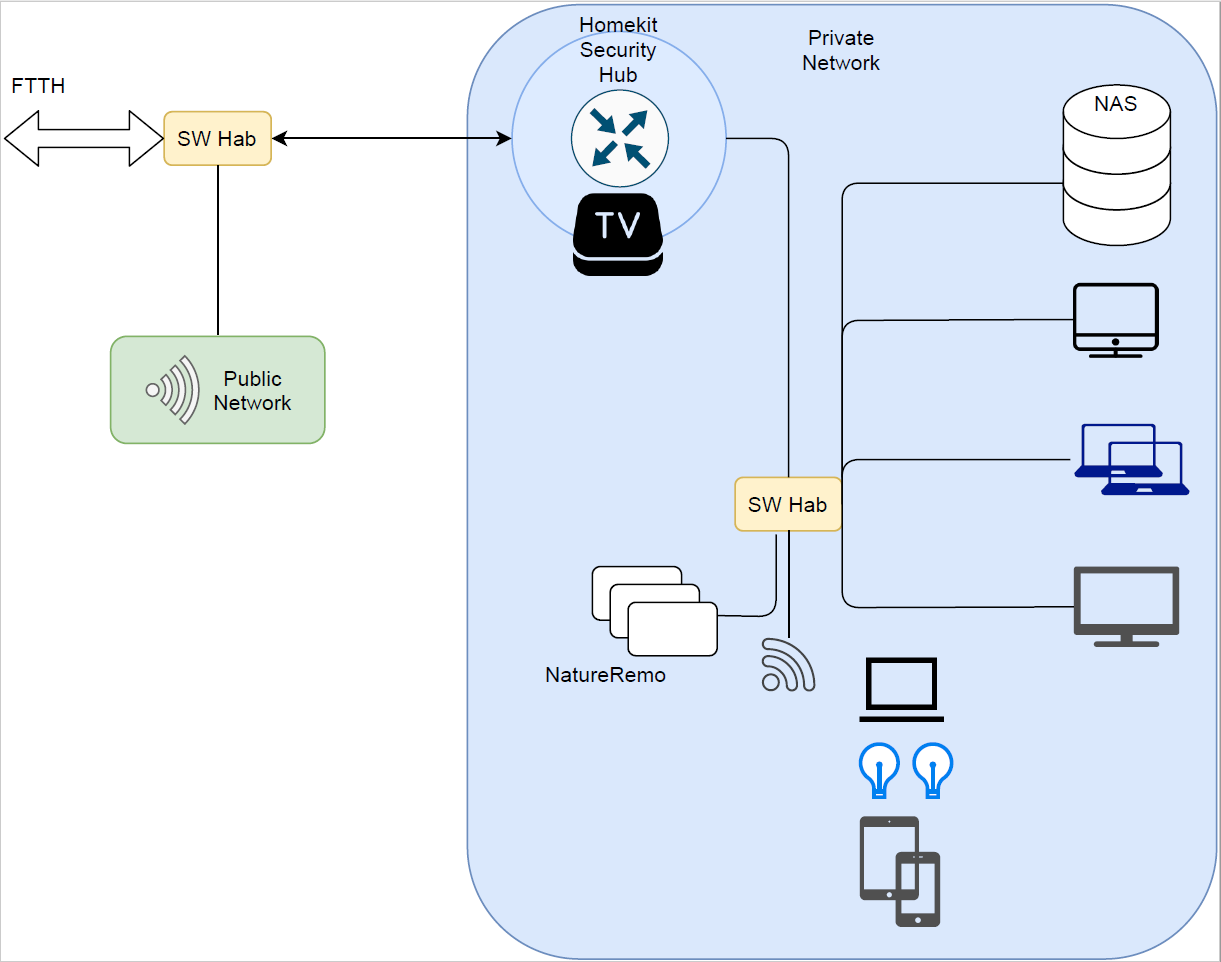 Homekit
Security
Hub
Private
Network
FTTH
SW Hab
NAS
TV
Public
Network
SW Hab
NatureRemo